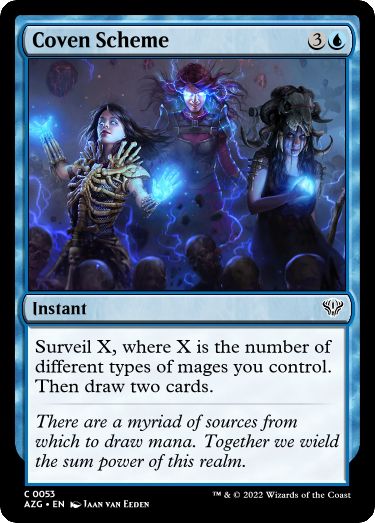 Coven Scheme 3
Instant
Surveil X, where X is the number of
different types of mages you control.
Then draw two cards.
There are a myriad of sources from
which to draw mana. Together we wield
the sum power of this realm.
C 0053
AZG • EN Jaan van Eeden
™ & © 2022 Wizards of the Coast